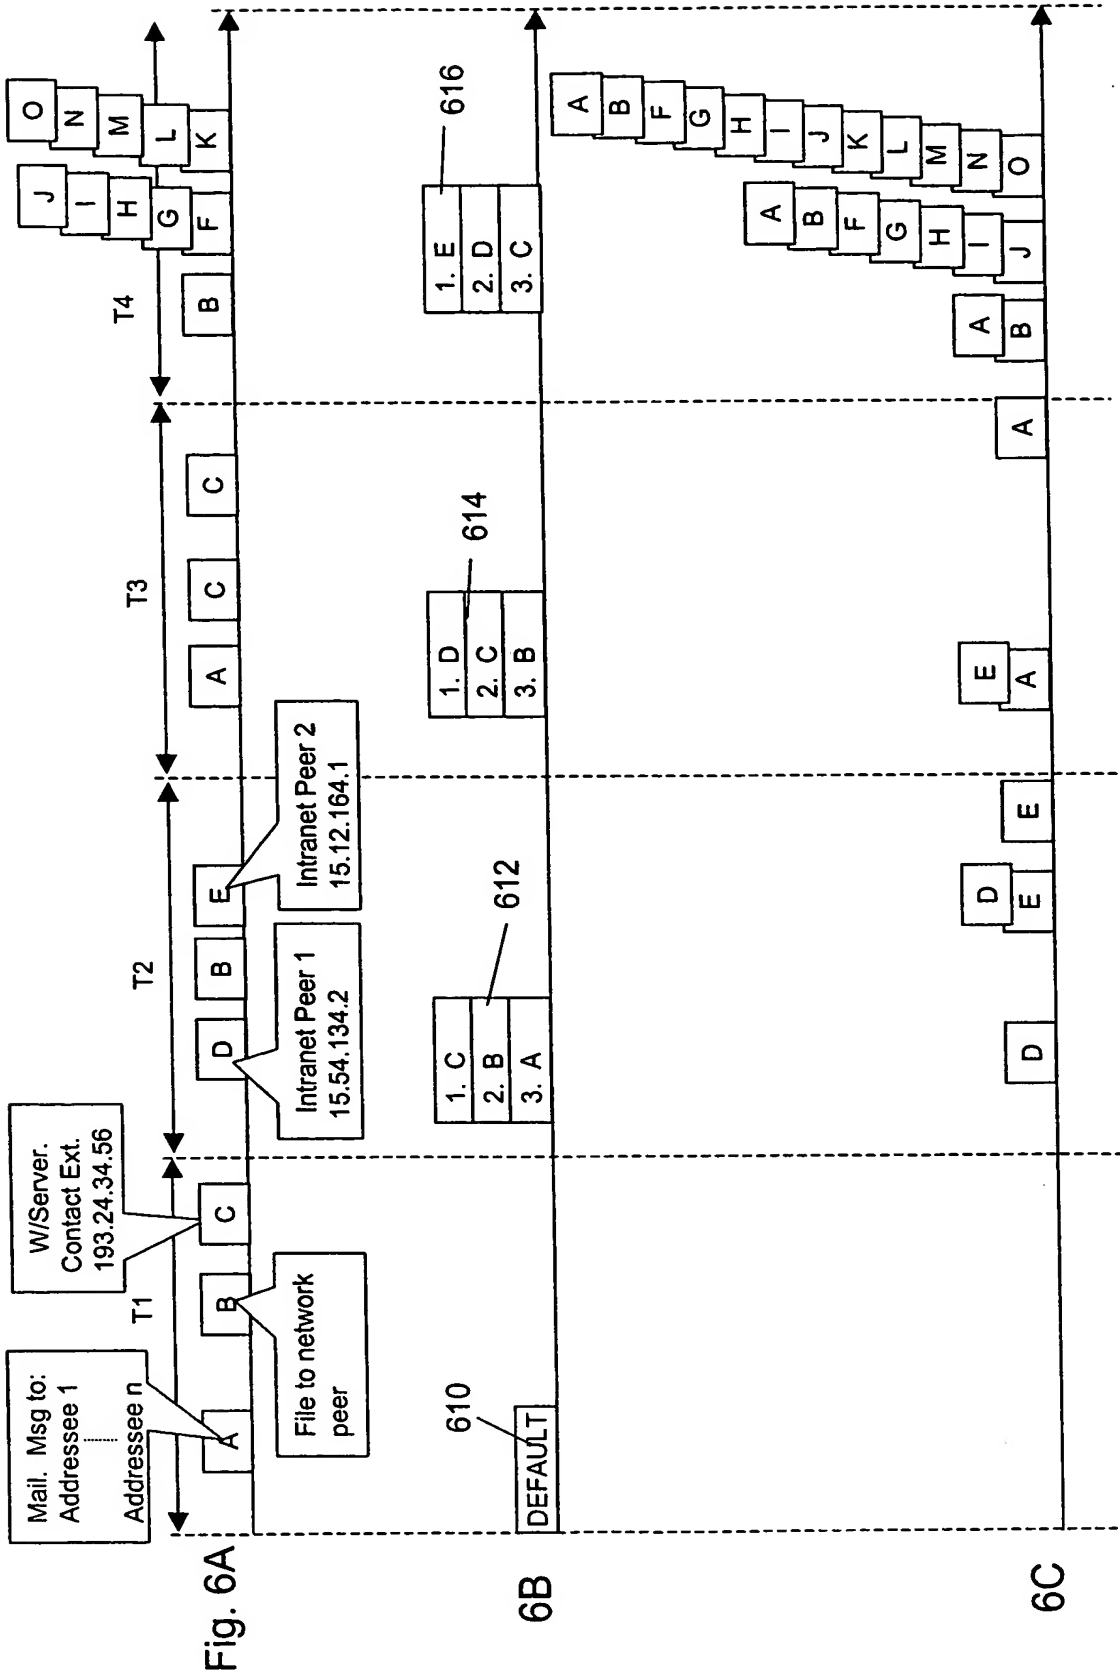 Fig. 6A
Mail. Msg to:
Addressee 1
Addressee n
W/Server.
Contact Ext.
193.24.34.56
T1
T2
T3
T4
A
B
C
D
B
E
A
C
C
B
J
I
H
G
F
O
N
M
L
K
File to network
peer
Intranet Peer 1
15.54.134.2
Intranet Peer 2
15.12.164.1
6B
610
DEFAULT
612
1. C
2. B
3. A
614
1. D
2. C
3. B
616
1. E
2. D
3. C
6C
D
D
E
E
E
A
A
A
B
A
B
F
G
H
I
J
A
B
F
G
H
I
J
K
L
M
N
O